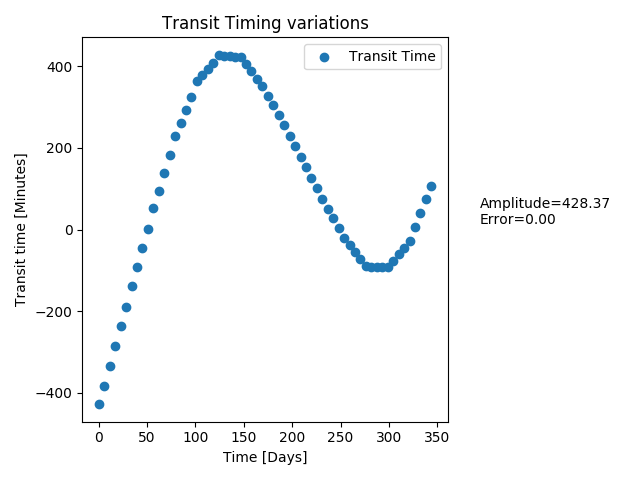 Transit Timing variations
Transit Time
Transit time [Minutes]
400
200
0
−200
−400
0
50
100
150
200
250
300
350
Time [Days]
Amplitude=428.37
Error=0.00